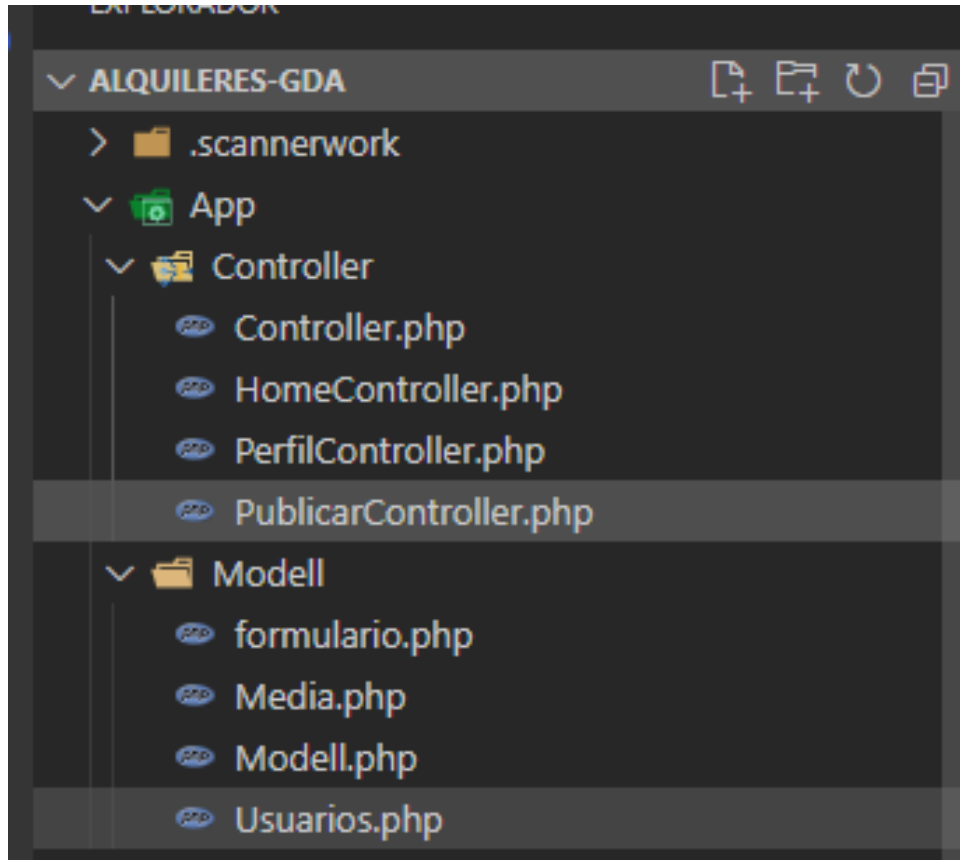 EXPLORADOR
ALQUILERES-GDA
.scannerwork
App
Controller
Controller.php
HomeController.php
PerfilController.php
PublicarController.php
Modell
formulario.php
Media.php
Modell.php
Usuarios.php